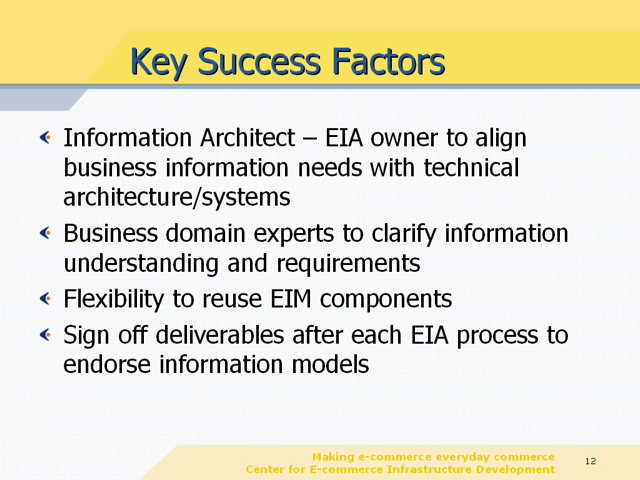 Key Success Factors
Information Architect – EIA owner to align
business information needs with technical
architecture/systems
Business domain experts to clarify information
understanding and requirements
Flexibility to reuse EIM components
Sign off deliverables after each EIA process to
endorse information models
Making e-commerce everyday commerce
Center for E-commerce Infrastructure Development
12